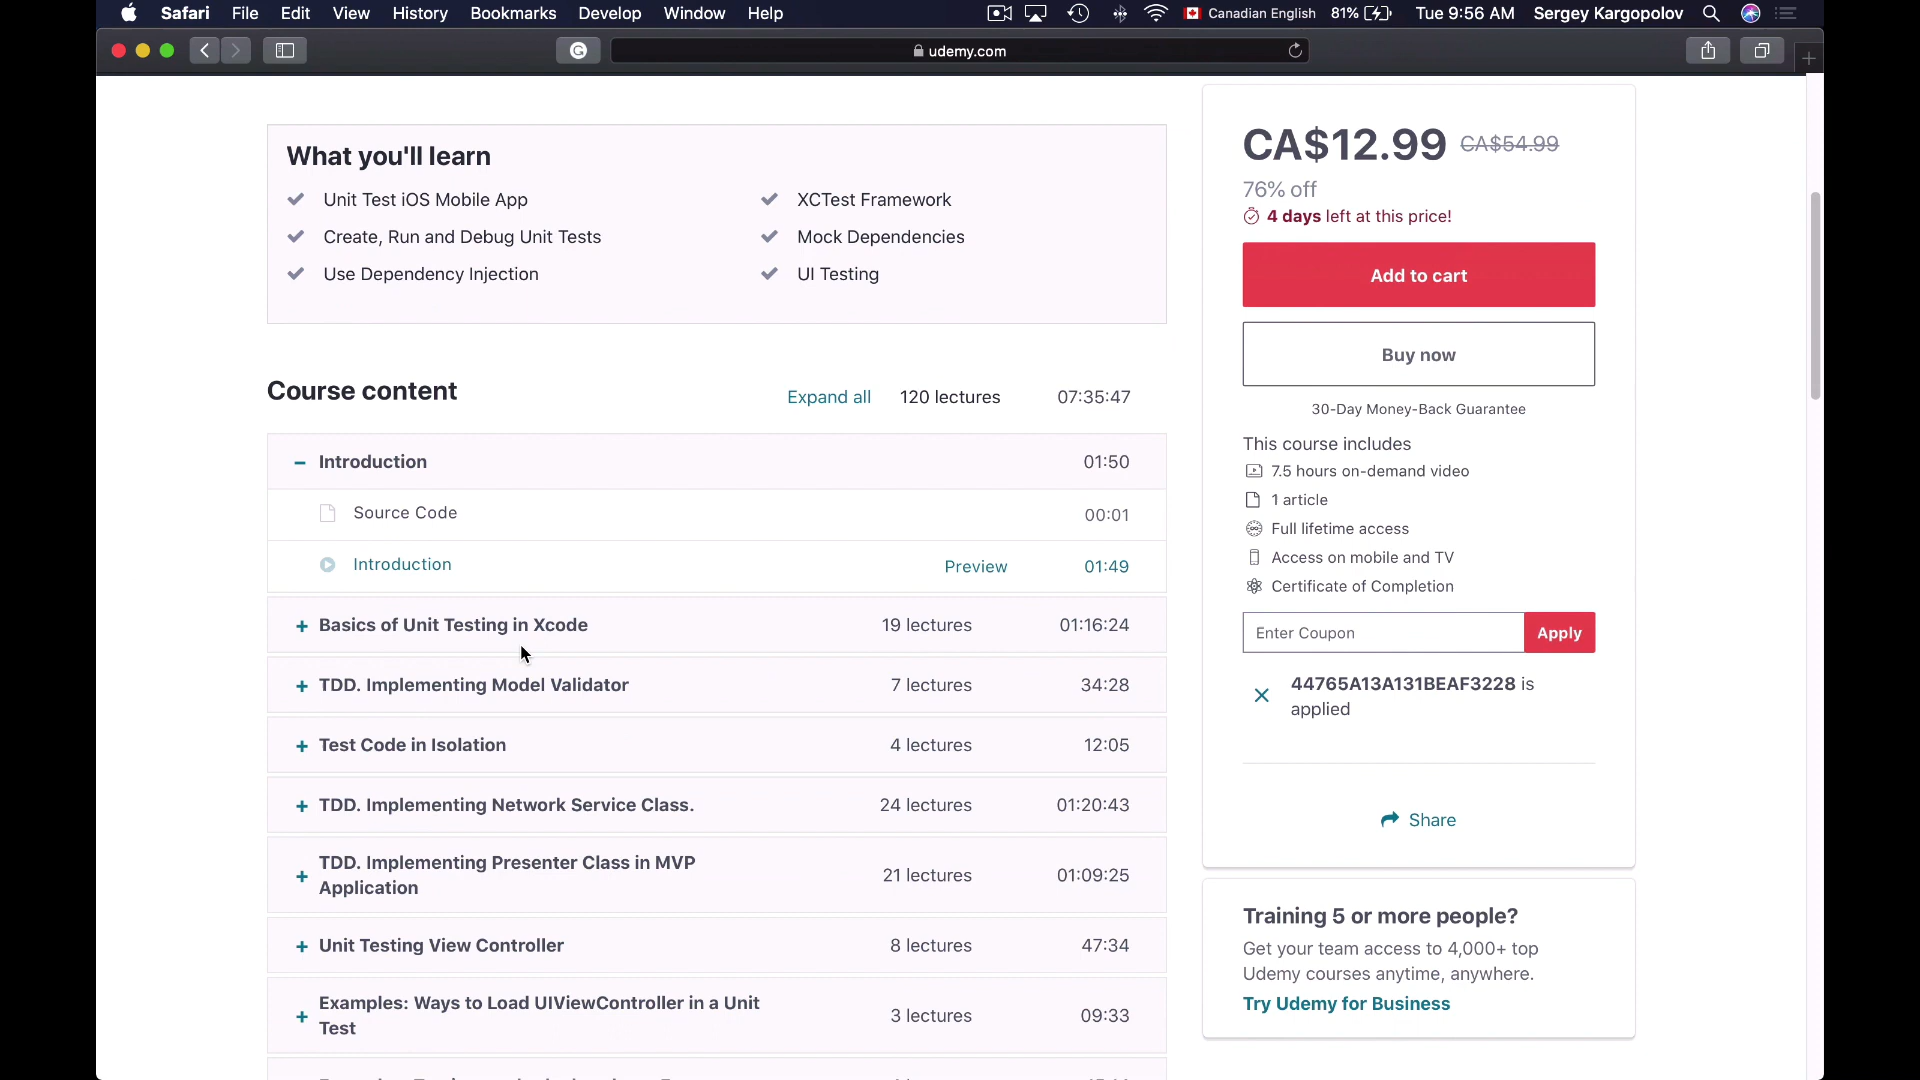 Safari File Edit View History Bookmarks Develop Window Help Canadian English 81% Tue 9:56 AM Sergey Kargopolov
G udemy.com
What you'll learn
Unit Test iOS Mobile App
XCTest Framework
Create, Run and Debug Unit Tests
Mock Dependencies
Use Dependency Injection
UI Testing
Course content
Expand all 120 lectures 07:35:47
Introduction 01:50
Source Code 00:01
Introduction Preview 01:49
Basics of Unit Testing in Xcode 19 lectures 01:16:24
TDD. Implementing Model Validator 7 lectures 34:28
Test Code in Isolation 4 lectures 12:05
TDD. Implementing Network Service Class. 24 lectures 01:20:43
TDD. Implementing Presenter Class in MVP
Application 21 lectures 01:09:25
Unit Testing View Controller 8 lectures 47:34
Examples: Ways to Load UIViewController in a Unit
Test 3 lectures 09:33
CA$12.99 CA$54.99
76% off
4 days left at this price!
Add to cart
Buy now
30-Day Money-Back Guarantee
This course includes
7.5 hours on-demand video
1 article
Full lifetime access
Access on mobile and TV
Certificate of Completion
Enter Coupon Apply
44765A13A131BEAF3228 is
applied
Share
Training 5 or more people?
Get your team access to 4,000+ top
Udemy courses anytime, anywhere.
Try Udemy for Business